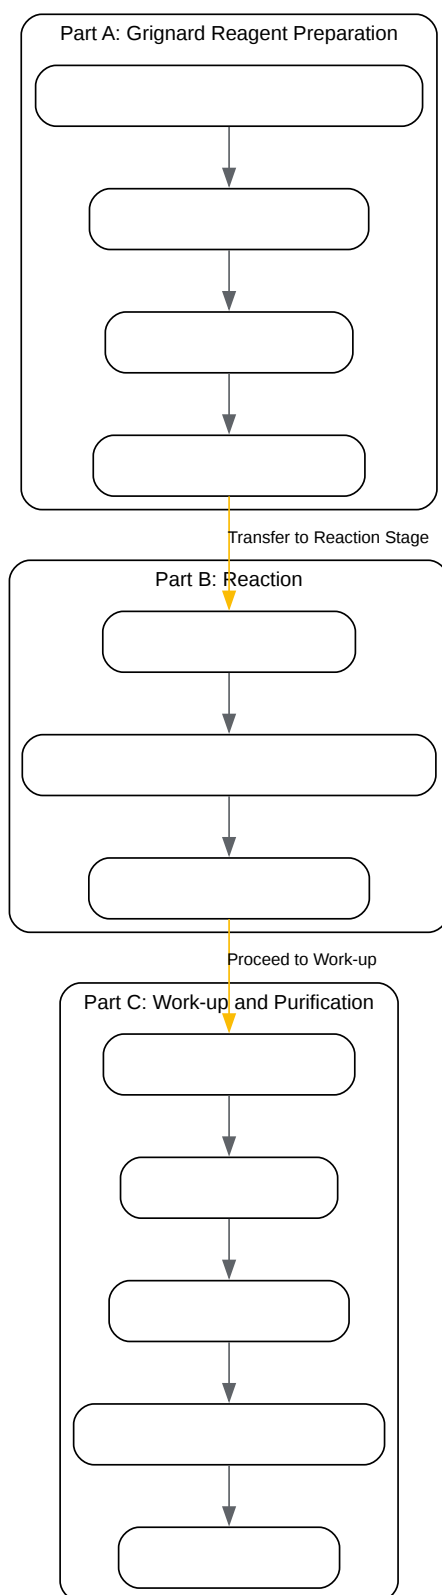 Part A: Grignard Reagent Preparation
Transfer to Reaction Stage
Part B: Reaction
Proceed to Work-up
Part C: Work-up and Purification